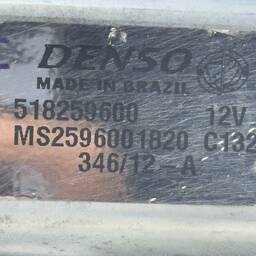 DENSO
MADE IN BRAZIL
518259600 12V
MS2596001820 C132
346/12-A